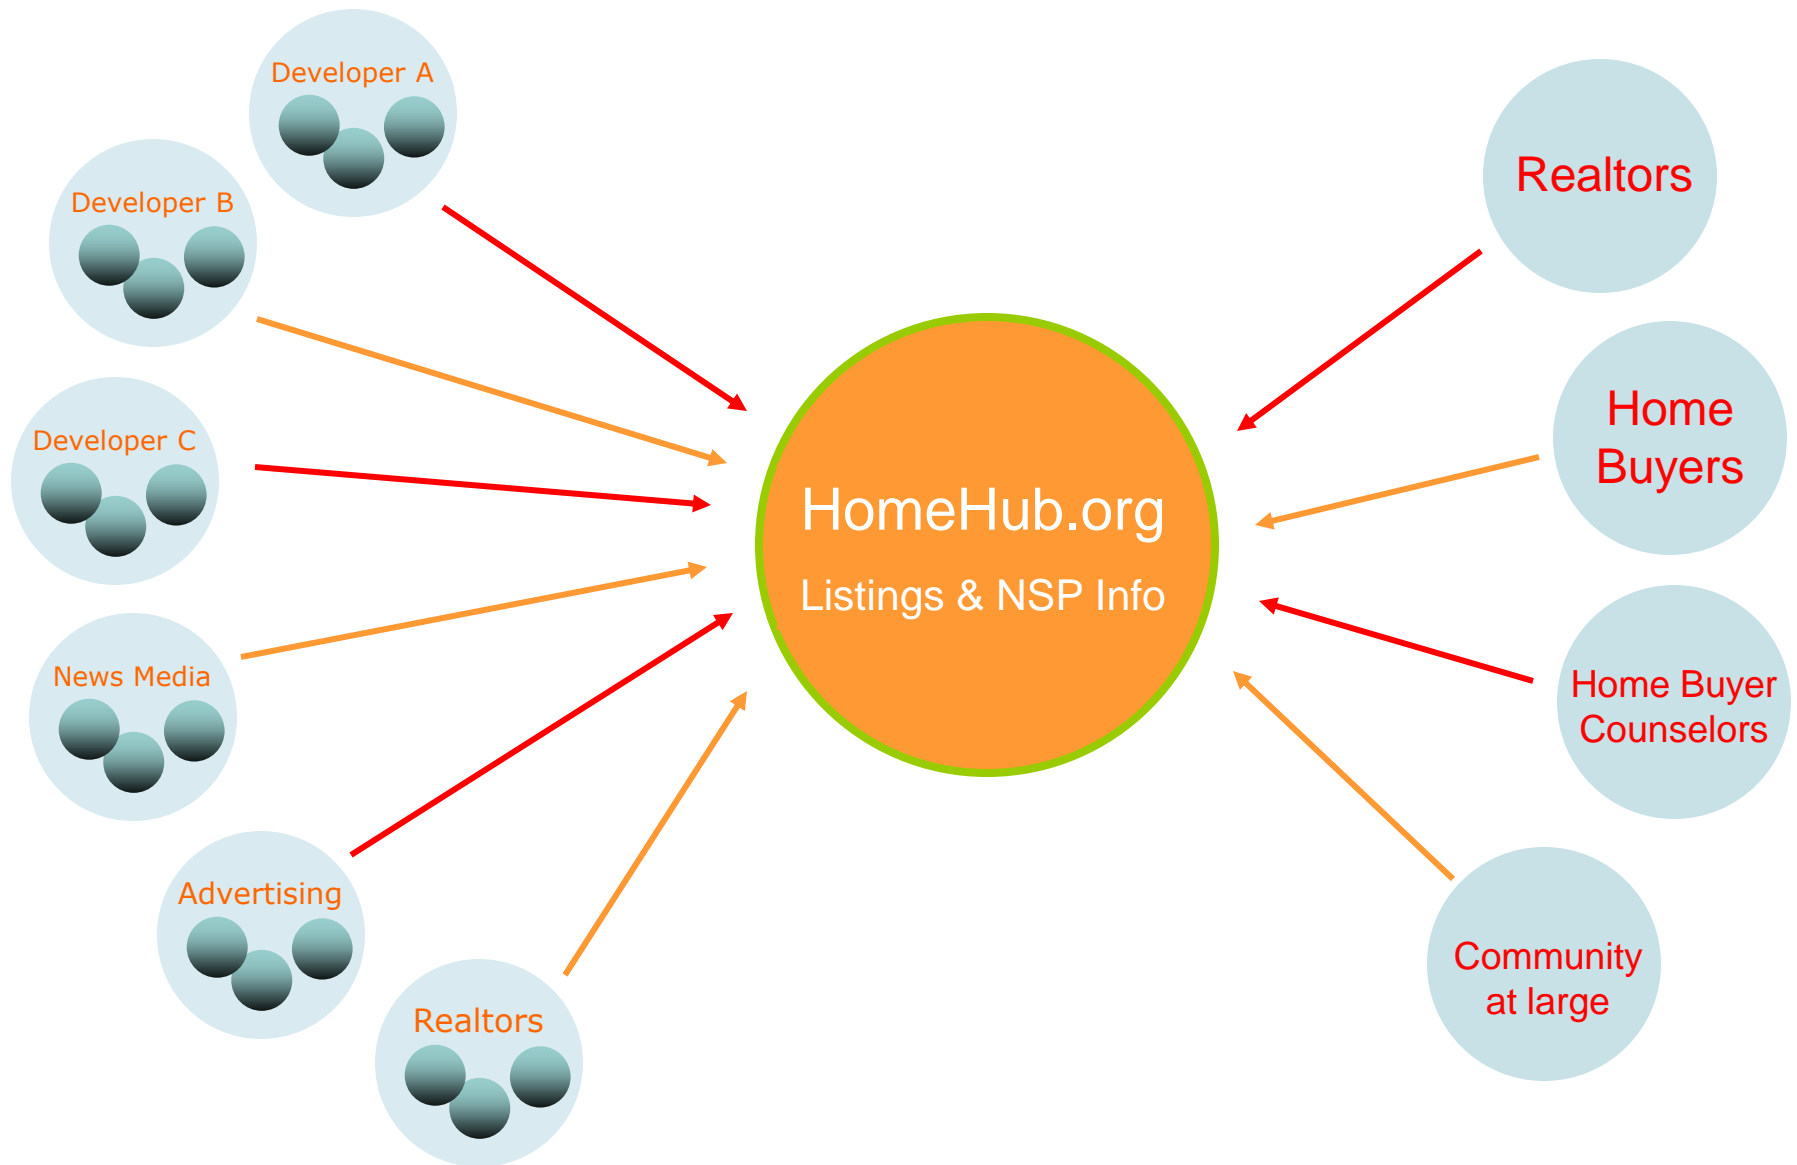 Developer A
Developer B
Developer C
News Media
Advertising
Realtors
HomeHub.org
Listings & NSP Info
Realtors
Home
Buyers
Home Buyer
Counselors
Community
at large